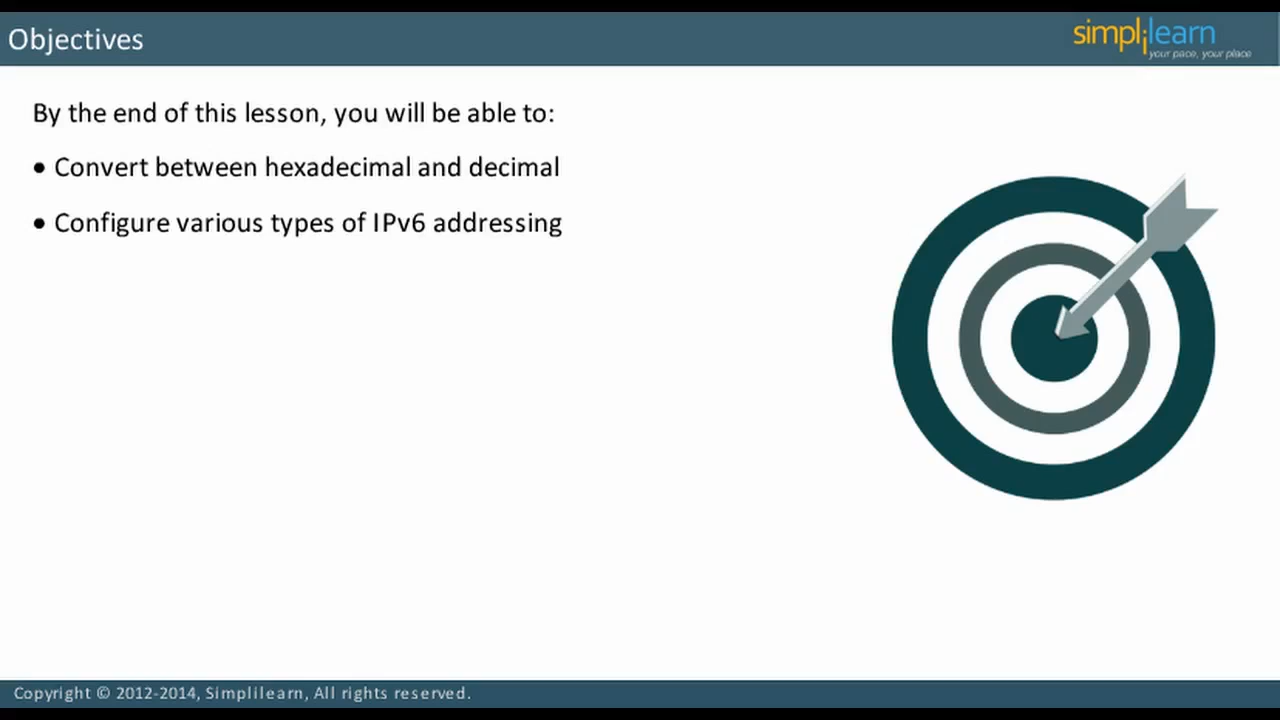 Objectives
simplilearn
your pace, your place
By the end of this lesson, you will be able to:
• Convert between hexadecimal and decimal
• Configure various types of IPv6 addressing
Copyright © 2012-2014, Simplilearn, All rights reserved.